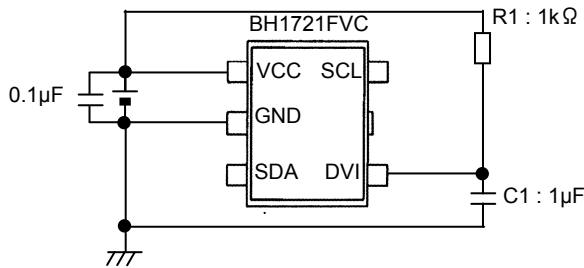 BH1721FVC
R1 : 1kΩ
VCC SCL
0.1µF
GND
SDA DVI
C1 : 1µF